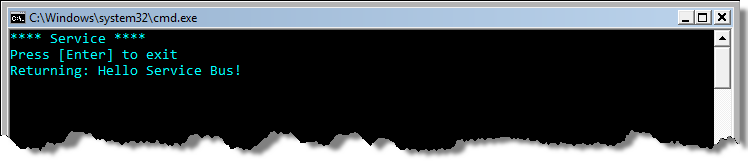 C:\Windows\system32\cmd.exe
**** Service ****
Press [Enter] to exit
Returning: Hello Service Bus!